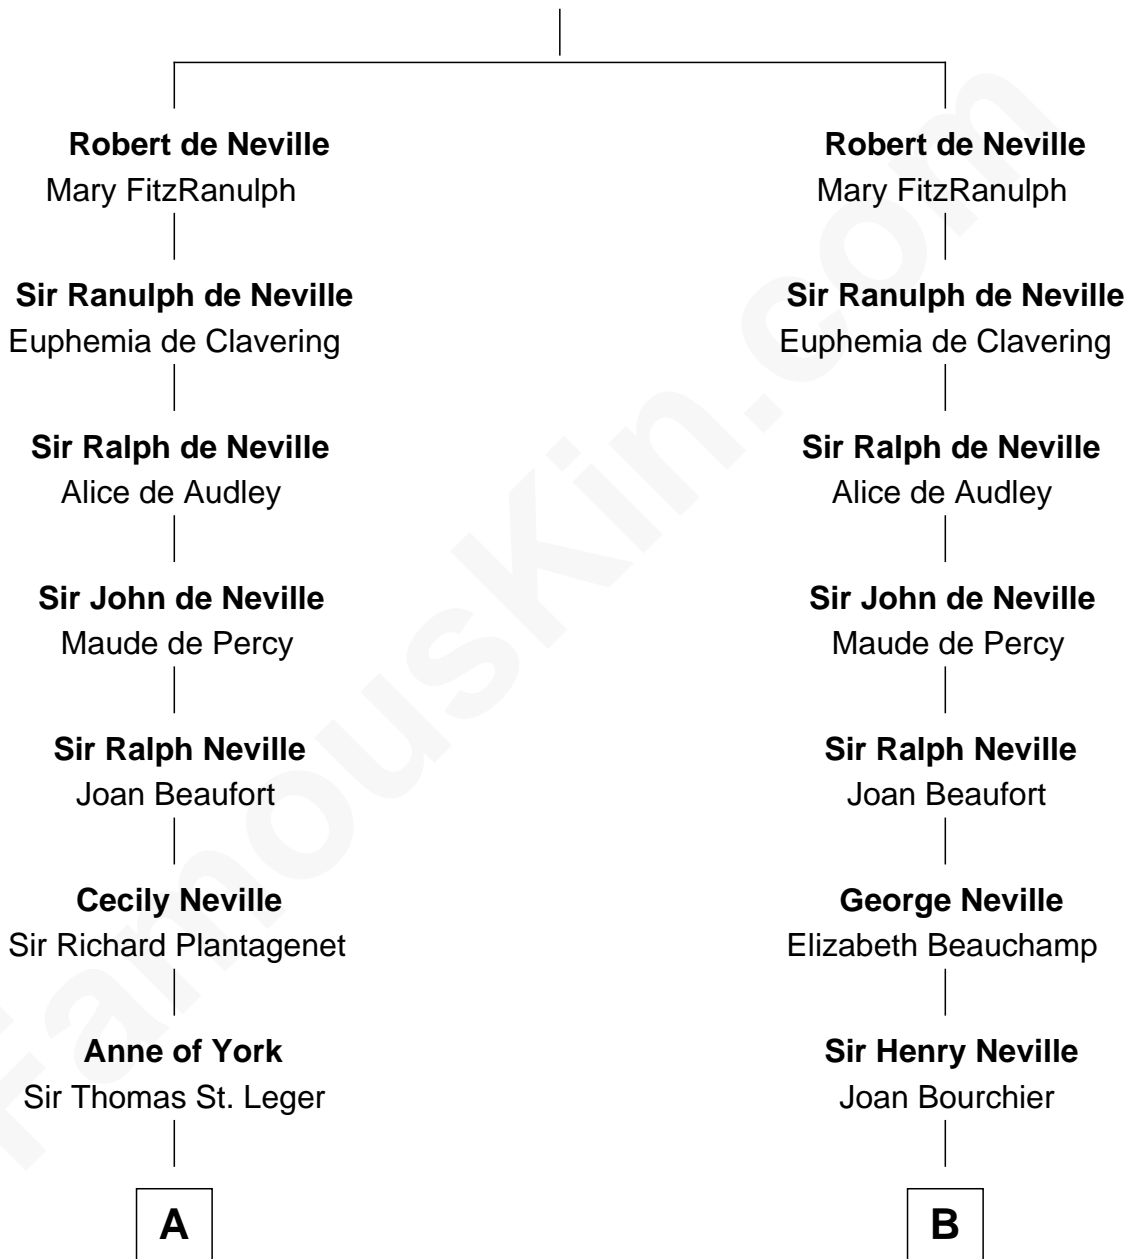 Robert de Neville
Mary FitzRanulph
Sir Ranulph de Neville
Euphemia de Clavering
Sir Ralph de Neville
Alice de Audley
Sir John de Neville
Maude de Percy
Sir Ralph Neville
Joan Beaufort
Cecily Neville
Sir Richard Plantagenet
Anne of York
Sir Thomas St. Leger
A
Robert de Neville
Mary FitzRanulph
Sir Ranulph de Neville
Euphemia de Clavering
Sir Ralph de Neville
Alice de Audley
Sir John de Neville
Maude de Percy
Sir Ralph Neville
Joan Beaufort
George Neville
Elizabeth Beauchamp
Sir Henry Neville
Joan Bourchier
B
FamousKin.com